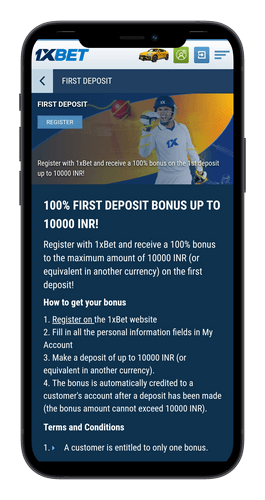 1XBET
FIRST DEPOSIT
FIRST DEPOSIT
REGISTER
Register with 1xBet and receive a 100% bonus on the 1st deposit
up to 10000 INR!
100% FIRST DEPOSIT BONUS UP TO
10000 INR!
Register with 1xBet and receive a 100% bonus
to the maximum amount of 10000 INR (or
equivalent in another currency) on the first
deposit!
How to get your bonus
1. Register on the 1xBet website
2. Fill in all the personal information fields in My
Account
3. Make a deposit of up to 10000 INR (or
equivalent in another currency).
4. The bonus is automatically credited to a
customer's account after a deposit has been made
(the bonus amount cannot exceed 10000 INR).
Terms and Conditions
1. A customer is entitled to only one bonus.